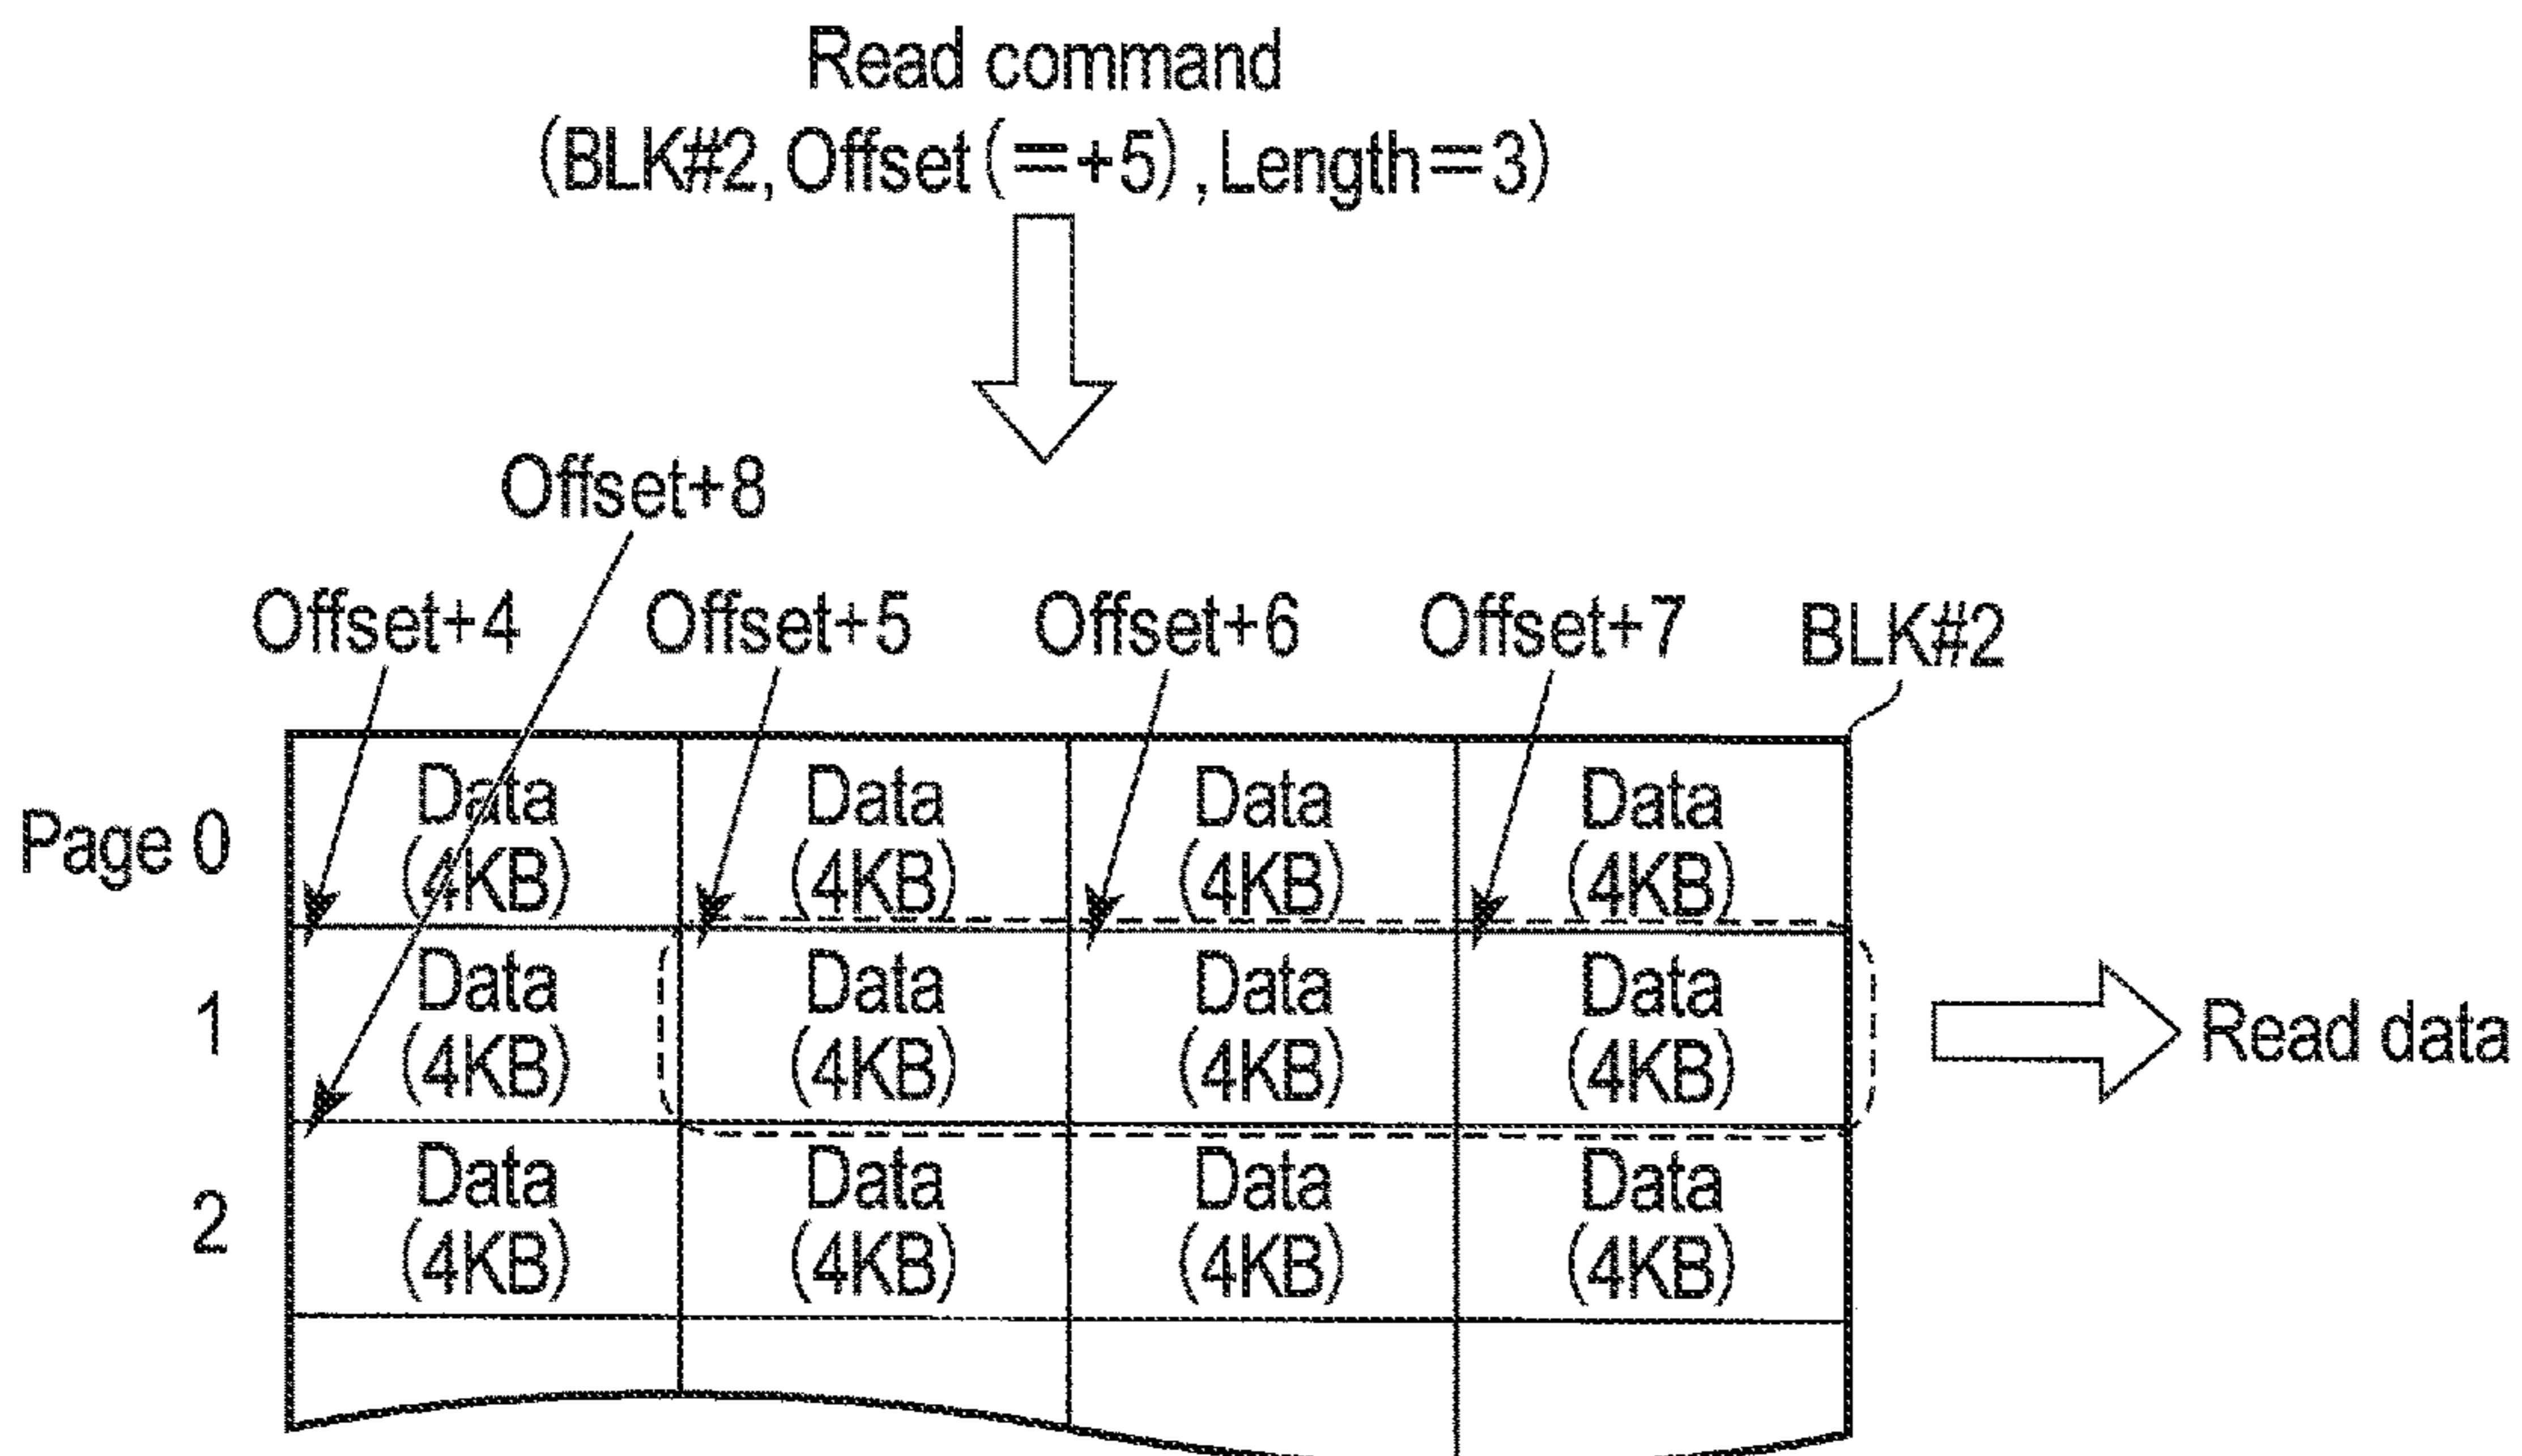 Read command
(BLK#2, Offset (=+5) , Length=3)
Offset+8
Offset+4 Offset+5 Offset+6 Offset+7 BLK#2
Page 0
Data Data Data Data
(4KB) (4KB) (4KB) (4KB)
1
Data Data Data Data
(4KB) (4KB) (4KB) (4KB)
Read data
2
Data Data Data Data
(4KB) (4KB) (4KB) (4KB)